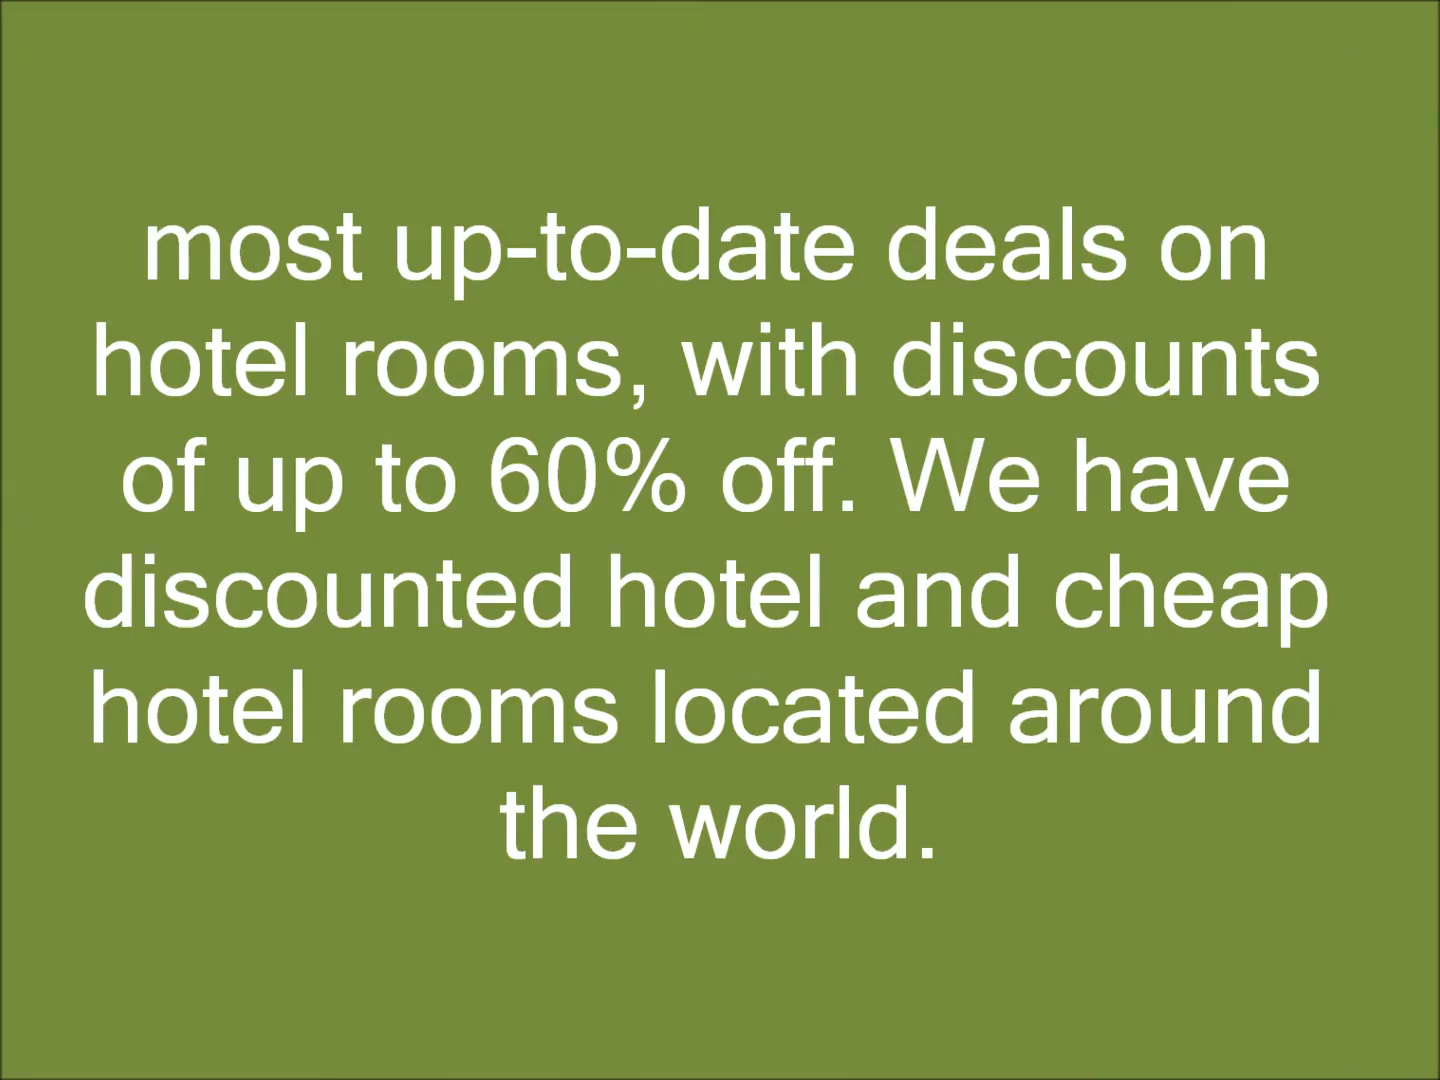 most up-to-date deals on
hotel rooms, with discounts
of up to 60% off. We have
discounted hotel and cheap
hotel rooms located around
the world.